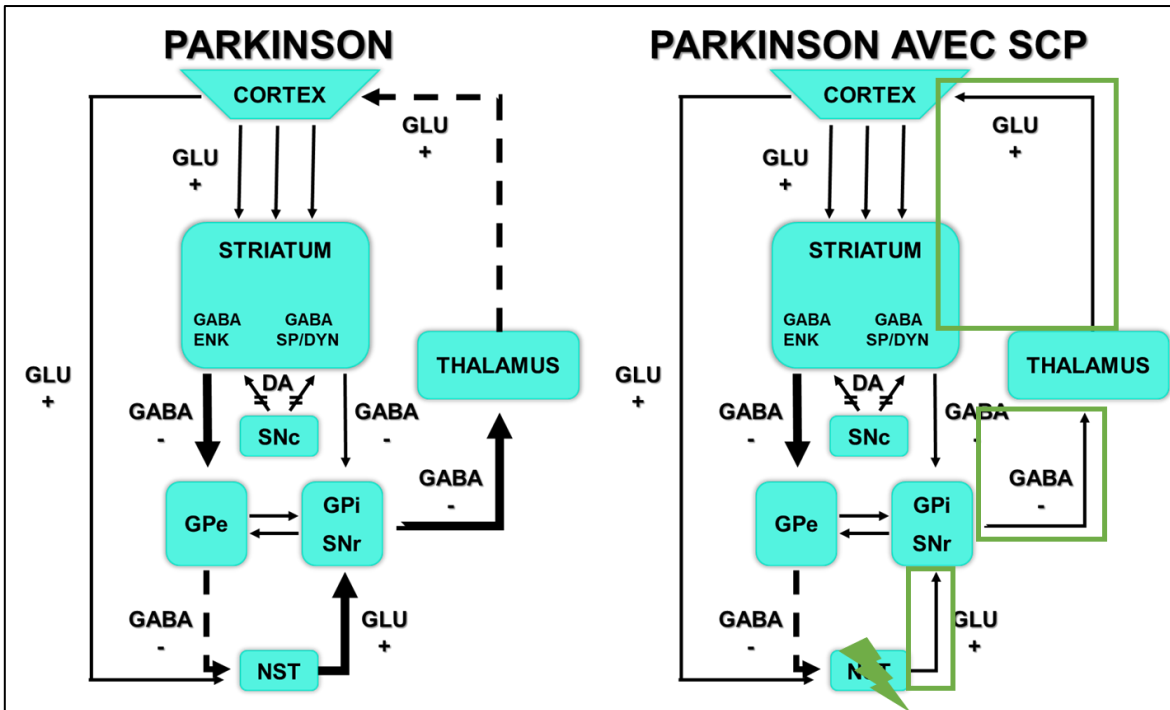 PARKINSON
CORTEX
GLU
+
GLU
+
STRIATUM
GABA
ENK
GABA
SP/DYN
THALAMUS
GLU
+
DA
GABA
-
SNc
GABA
-
GABA
-
GPe
GPi
SNr
GABA
-
GLU
+
NST
PARKINSON AVEC SCP
CORTEX
GLU
+
GLU
+
STRIATUM
GABA
ENK
GABA
SP/DYN
THALAMUS
GLU
+
DA
GABA
-
SNc
GABA
-
GABA
-
GPe
GPi
SNr
GABA
-
GLU
+
NST